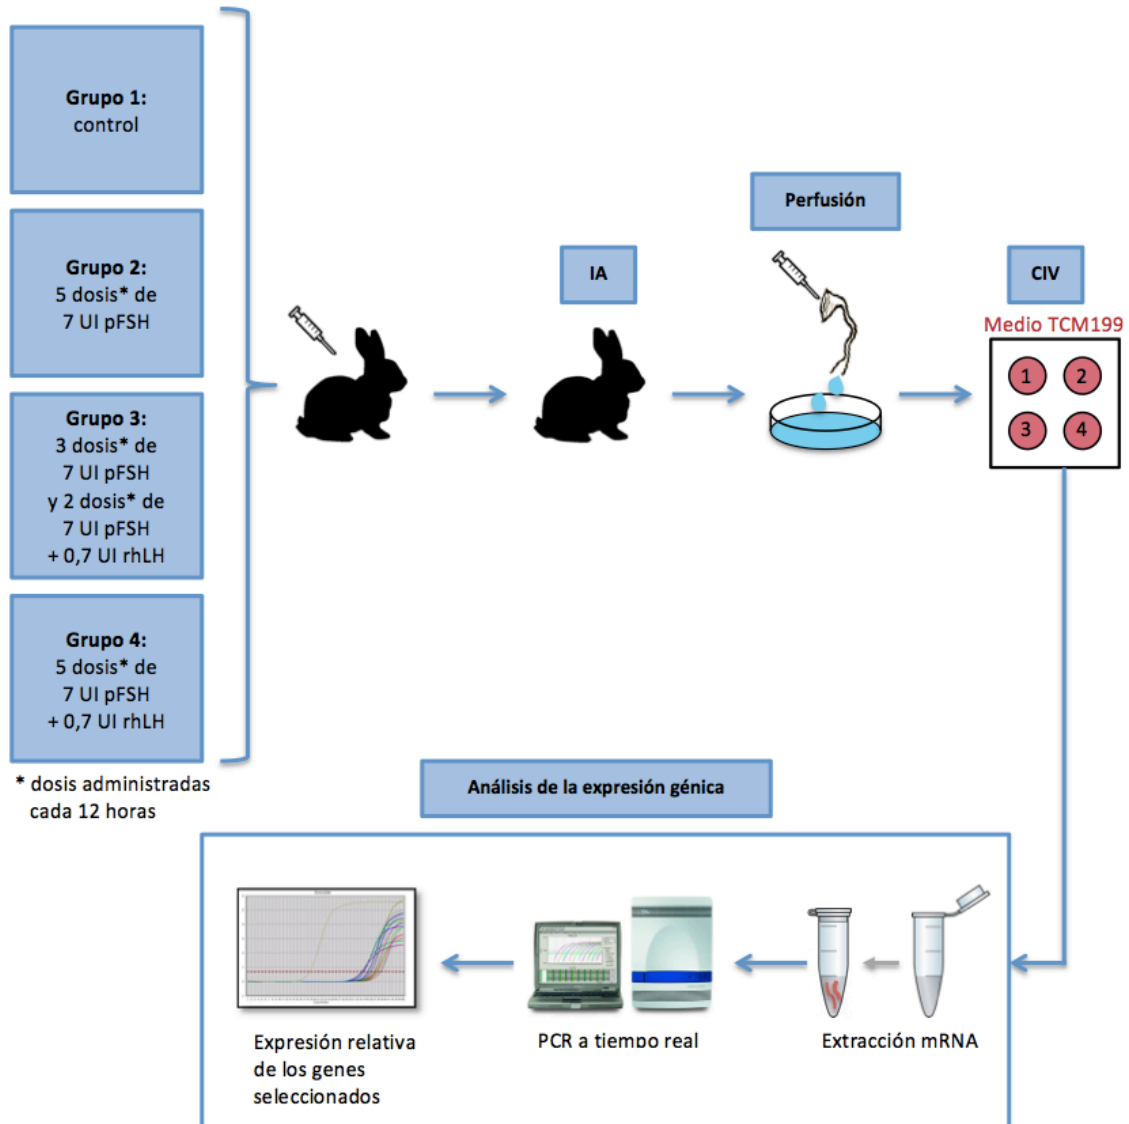 Grupo 1:
control
Grupo 2:
5 dosis* de
7 UI pFSH
Grupo 3:
3 dosis* de
7 UI pFSH
y 2 dosis* de
7 UI pFSH
+ 0,7 UI rhLH
Grupo 4:
5 dosis* de
7 UI pFSH
+ 0,7 UI rhLH
* dosis administradas
cada 12 horas
IA
Perfusión
CIV
Medio TCM199
1 2
3 4
Análisis de la expresión génica
Expresión relativa
de los genes
seleccionados
PCR a tiempo real
Extracción mRNA